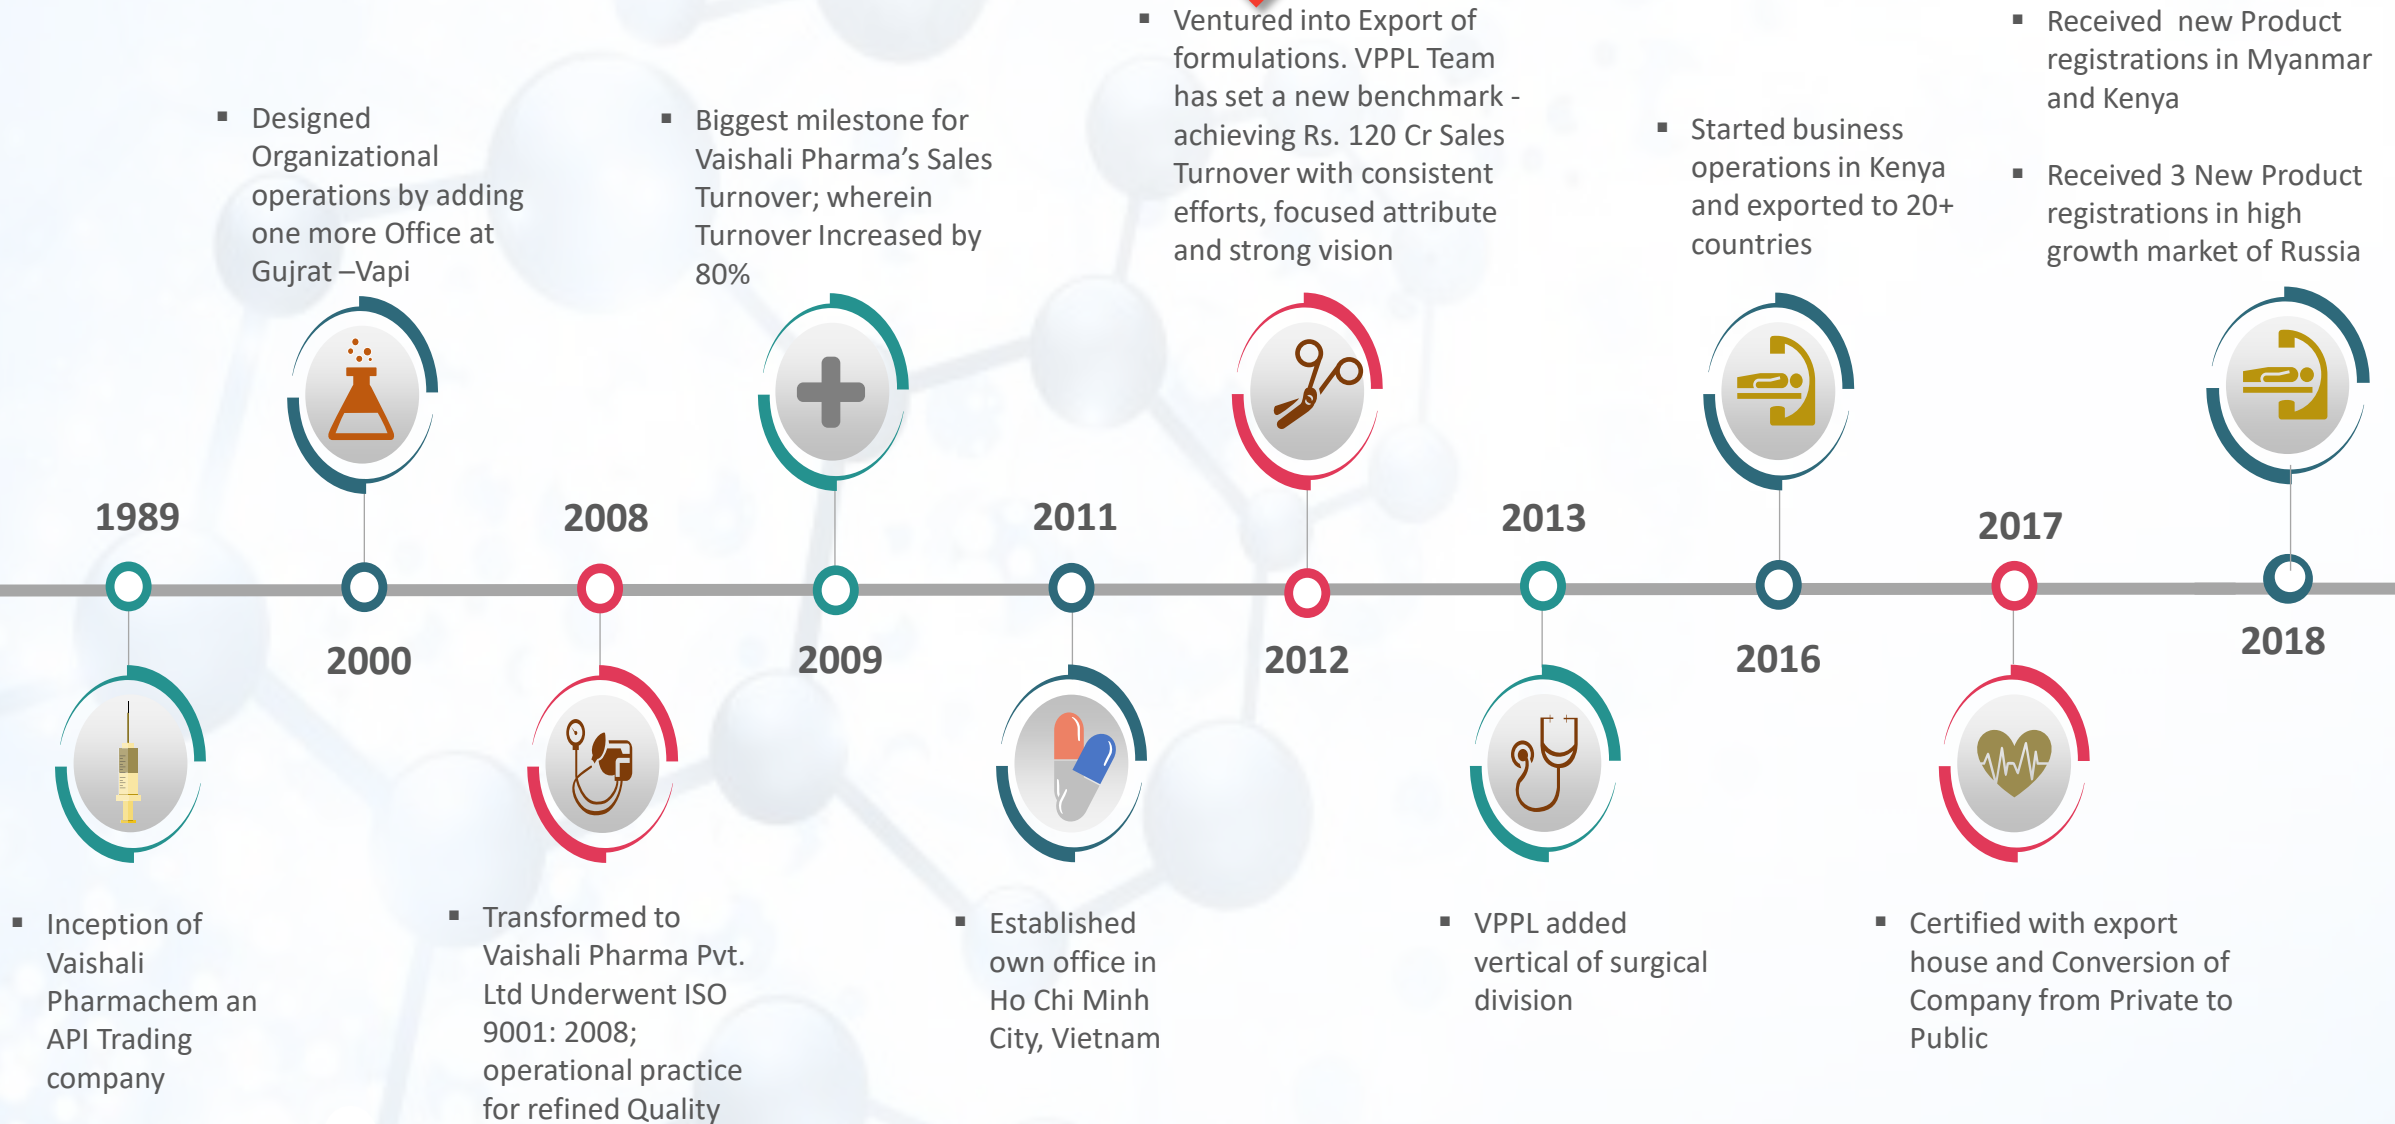 ▪ Designed
Organizational
operations by adding
one more Office at
Gujrat –Vapi
▪ Biggest milestone for
Vaishali Pharma’s Sales
Turnover; wherein
Turnover Increased by
80%
▪ Ventured into Export of
formulations. VPPL Team
has set a new benchmark -
achieving Rs. 120 Cr Sales
Turnover with consistent
efforts, focused attribute
and strong vision
▪ Started business
operations in Kenya
and exported to 20+
countries
▪ Received new Product
registrations in Myanmar
and Kenya
▪ Received 3 New Product
registrations in high
growth market of Russia
1989
2008
2011
2013
2017
2000
2009
2012
2016
2018
▪ Inception of
Vaishali
Pharmachem an
API Trading
company
▪ Transformed to
Vaishali Pharma Pvt.
Ltd Underwent ISO
9001: 2008;
operational practice
for refined Quality
▪ Established
own office in
Ho Chi Minh
City, Vietnam
▪ VPPL added
vertical of surgical
division
▪ Certified with export
house and Conversion of
Company from Private to
Public